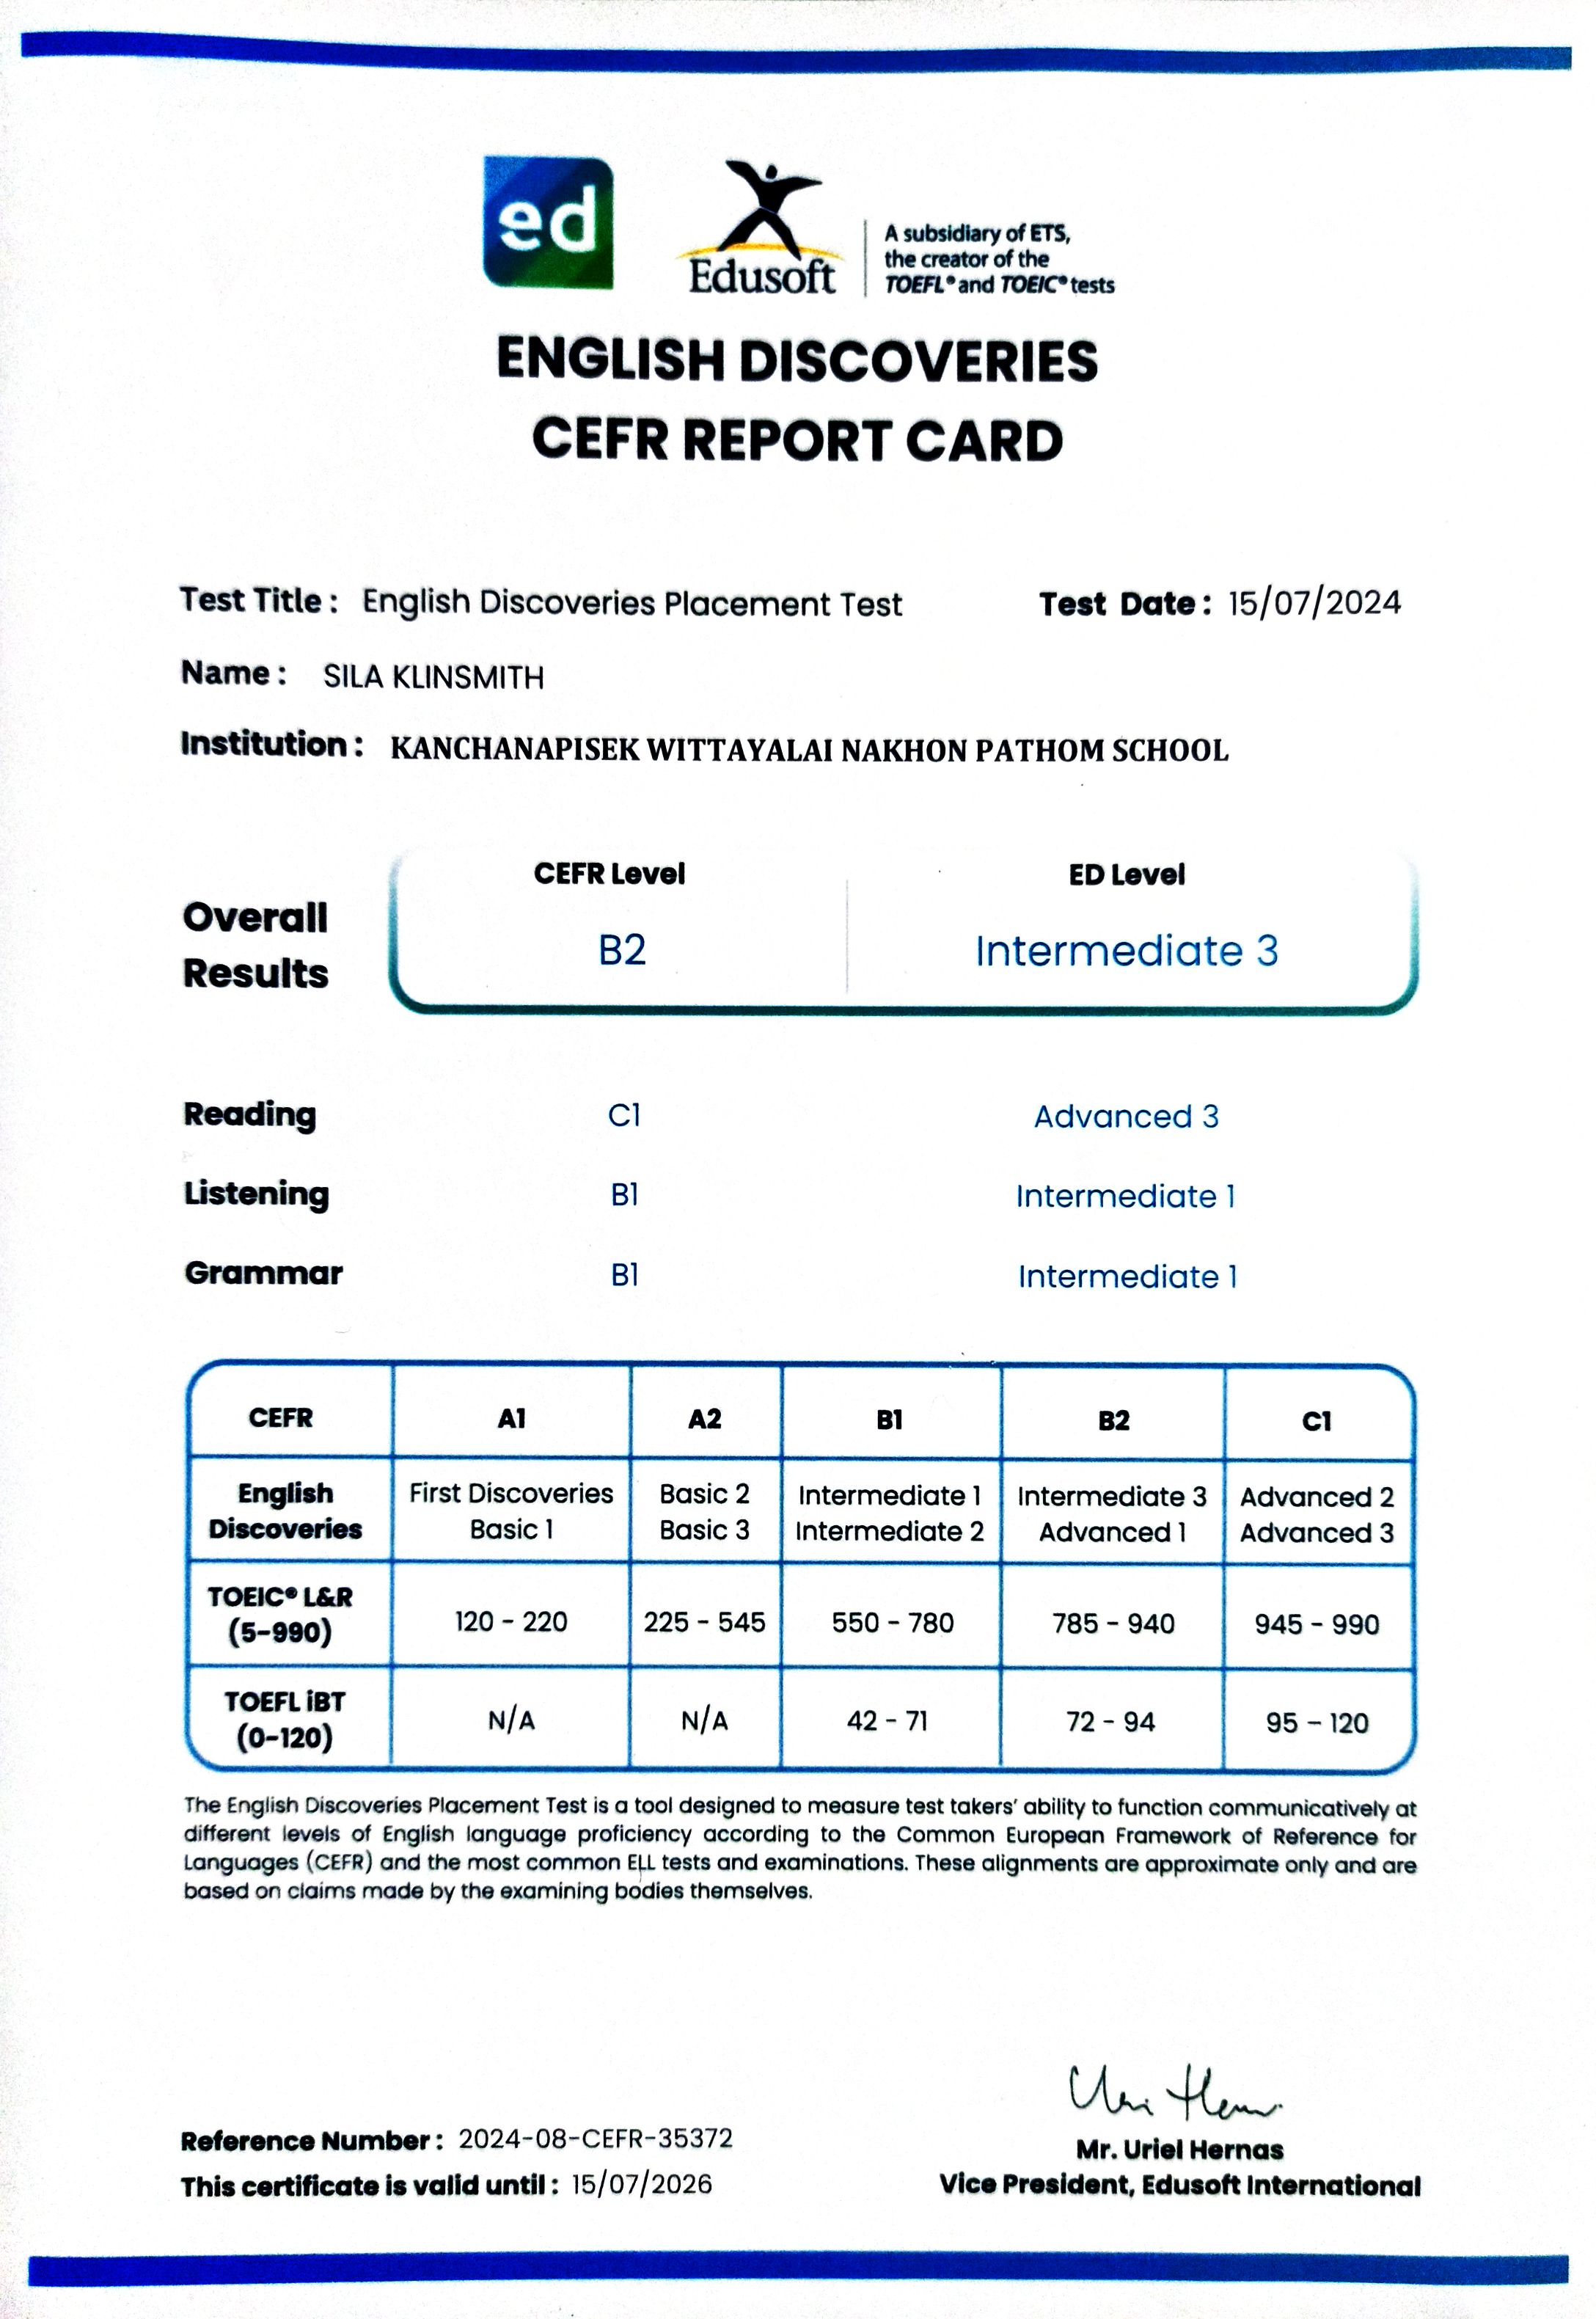 ed
Edusoft
A subsidiary of ETS,
the creator of the
TOEFL® and TOEIC® tests
ENGLISH DISCOVERIES
CEFR REPORT CARD
Test Title : English Discoveries Placement Test Test Date : 15/07/2024
Name : SILA KLINSMITH
Institution : KANCHANAPISEK WITTAYALAI NAKHON PATHOM SCHOOL
Overall Results
CEFR Level ED Level
B2 Intermediate 3
Reading C1 Advanced 3
Listening B1 Intermediate 1
Grammar B1 Intermediate 1
CEFR A1 A2 B1 B2 C1
English Discoveries First Discoveries Basic 1 Basic 2 Basic 3 Intermediate 1 Intermediate 2 Intermediate 3 Advanced 1 Advanced 2 Advanced 3
TOEIC® L&R (5-990) 120 - 220 225 - 545 550 - 780 785 - 940 945 - 990
TOEFL iBT (0-120) N/A N/A 42 - 71 72 - 94 95 - 120
The English Discoveries Placement Test is a tool designed to measure test takers' ability to function communicatively at
different levels of English language proficiency according to the Common European Framework of Reference for
Languages (CEFR) and the most common ELL tests and examinations. These alignments are approximate only and are
based on claims made by the examining bodies themselves.
Reference Number : 2024-08-CEFR-35372
This certificate is valid until : 15/07/2026
Mr. Uriel Hernas
Vice President, Edusoft International